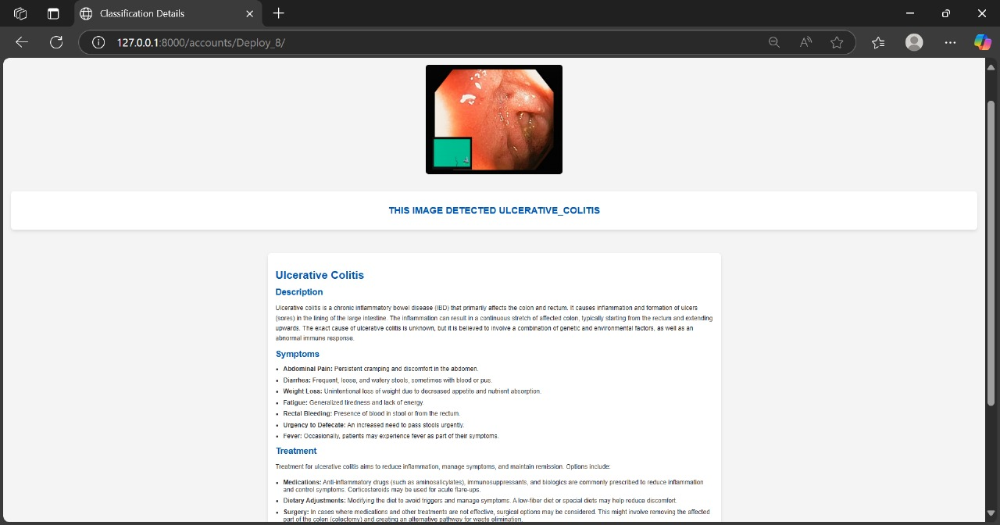 Classification Details
127.0.0.1:8000/accounts/Deploy_8/
THIS IMAGE DETECTED ULCERATIVE_COLITIS
Ulcerative Colitis
Description
Ulcerative colitis is a chronic inflammatory bowel disease (IBD) that primarily affects the colon and rectum. It causes inflammation and formation of ulcers
(sores) in the lining of the large intestine. The inflammation can result in a continuous stretch of affected colon, typically starting from the rectum and extending
upwards. The exact cause of ulcerative colitis is unknown, but it is believed to involve a combination of genetic and environmental factors, as well as an
abnormal immune response.
Symptoms
• Abdominal Pain: Persistent cramping and discomfort in the abdomen.
• Diarrhea: Frequent, loose, and watery stools, sometimes with blood or pus.
• Weight Loss: Unintentional loss of weight due to decreased appetite and nutrient absorption.
• Fatigue: Generalized tiredness and lack of energy.
• Rectal Bleeding: Presence of blood in stool or from the rectum.
• Urgency to Defecate: An increased need to pass stools urgently.
• Fever: Occasionally, patients may experience fever as part of their symptoms.
Treatment
Treatment for ulcerative colitis aims to reduce inflammation, manage symptoms, and maintain remission. Options include:
• Medications: Anti-inflammatory drugs (such as aminosalicylates), immunosuppressants, and biologics are commonly prescribed to reduce inflammation
and control symptoms. Corticosteroids may be used for acute flare-ups.
• Dietary Adjustments: Modifying the diet to avoid triggers and manage symptoms. A low-fiber diet or special diets may help reduce discomfort.
• Surgery: In cases where medications and other treatments are not effective, surgical options may be considered. This might involve removing the affected
part of the colon (colectomy) and creating an alternative pathway for waste elimination.